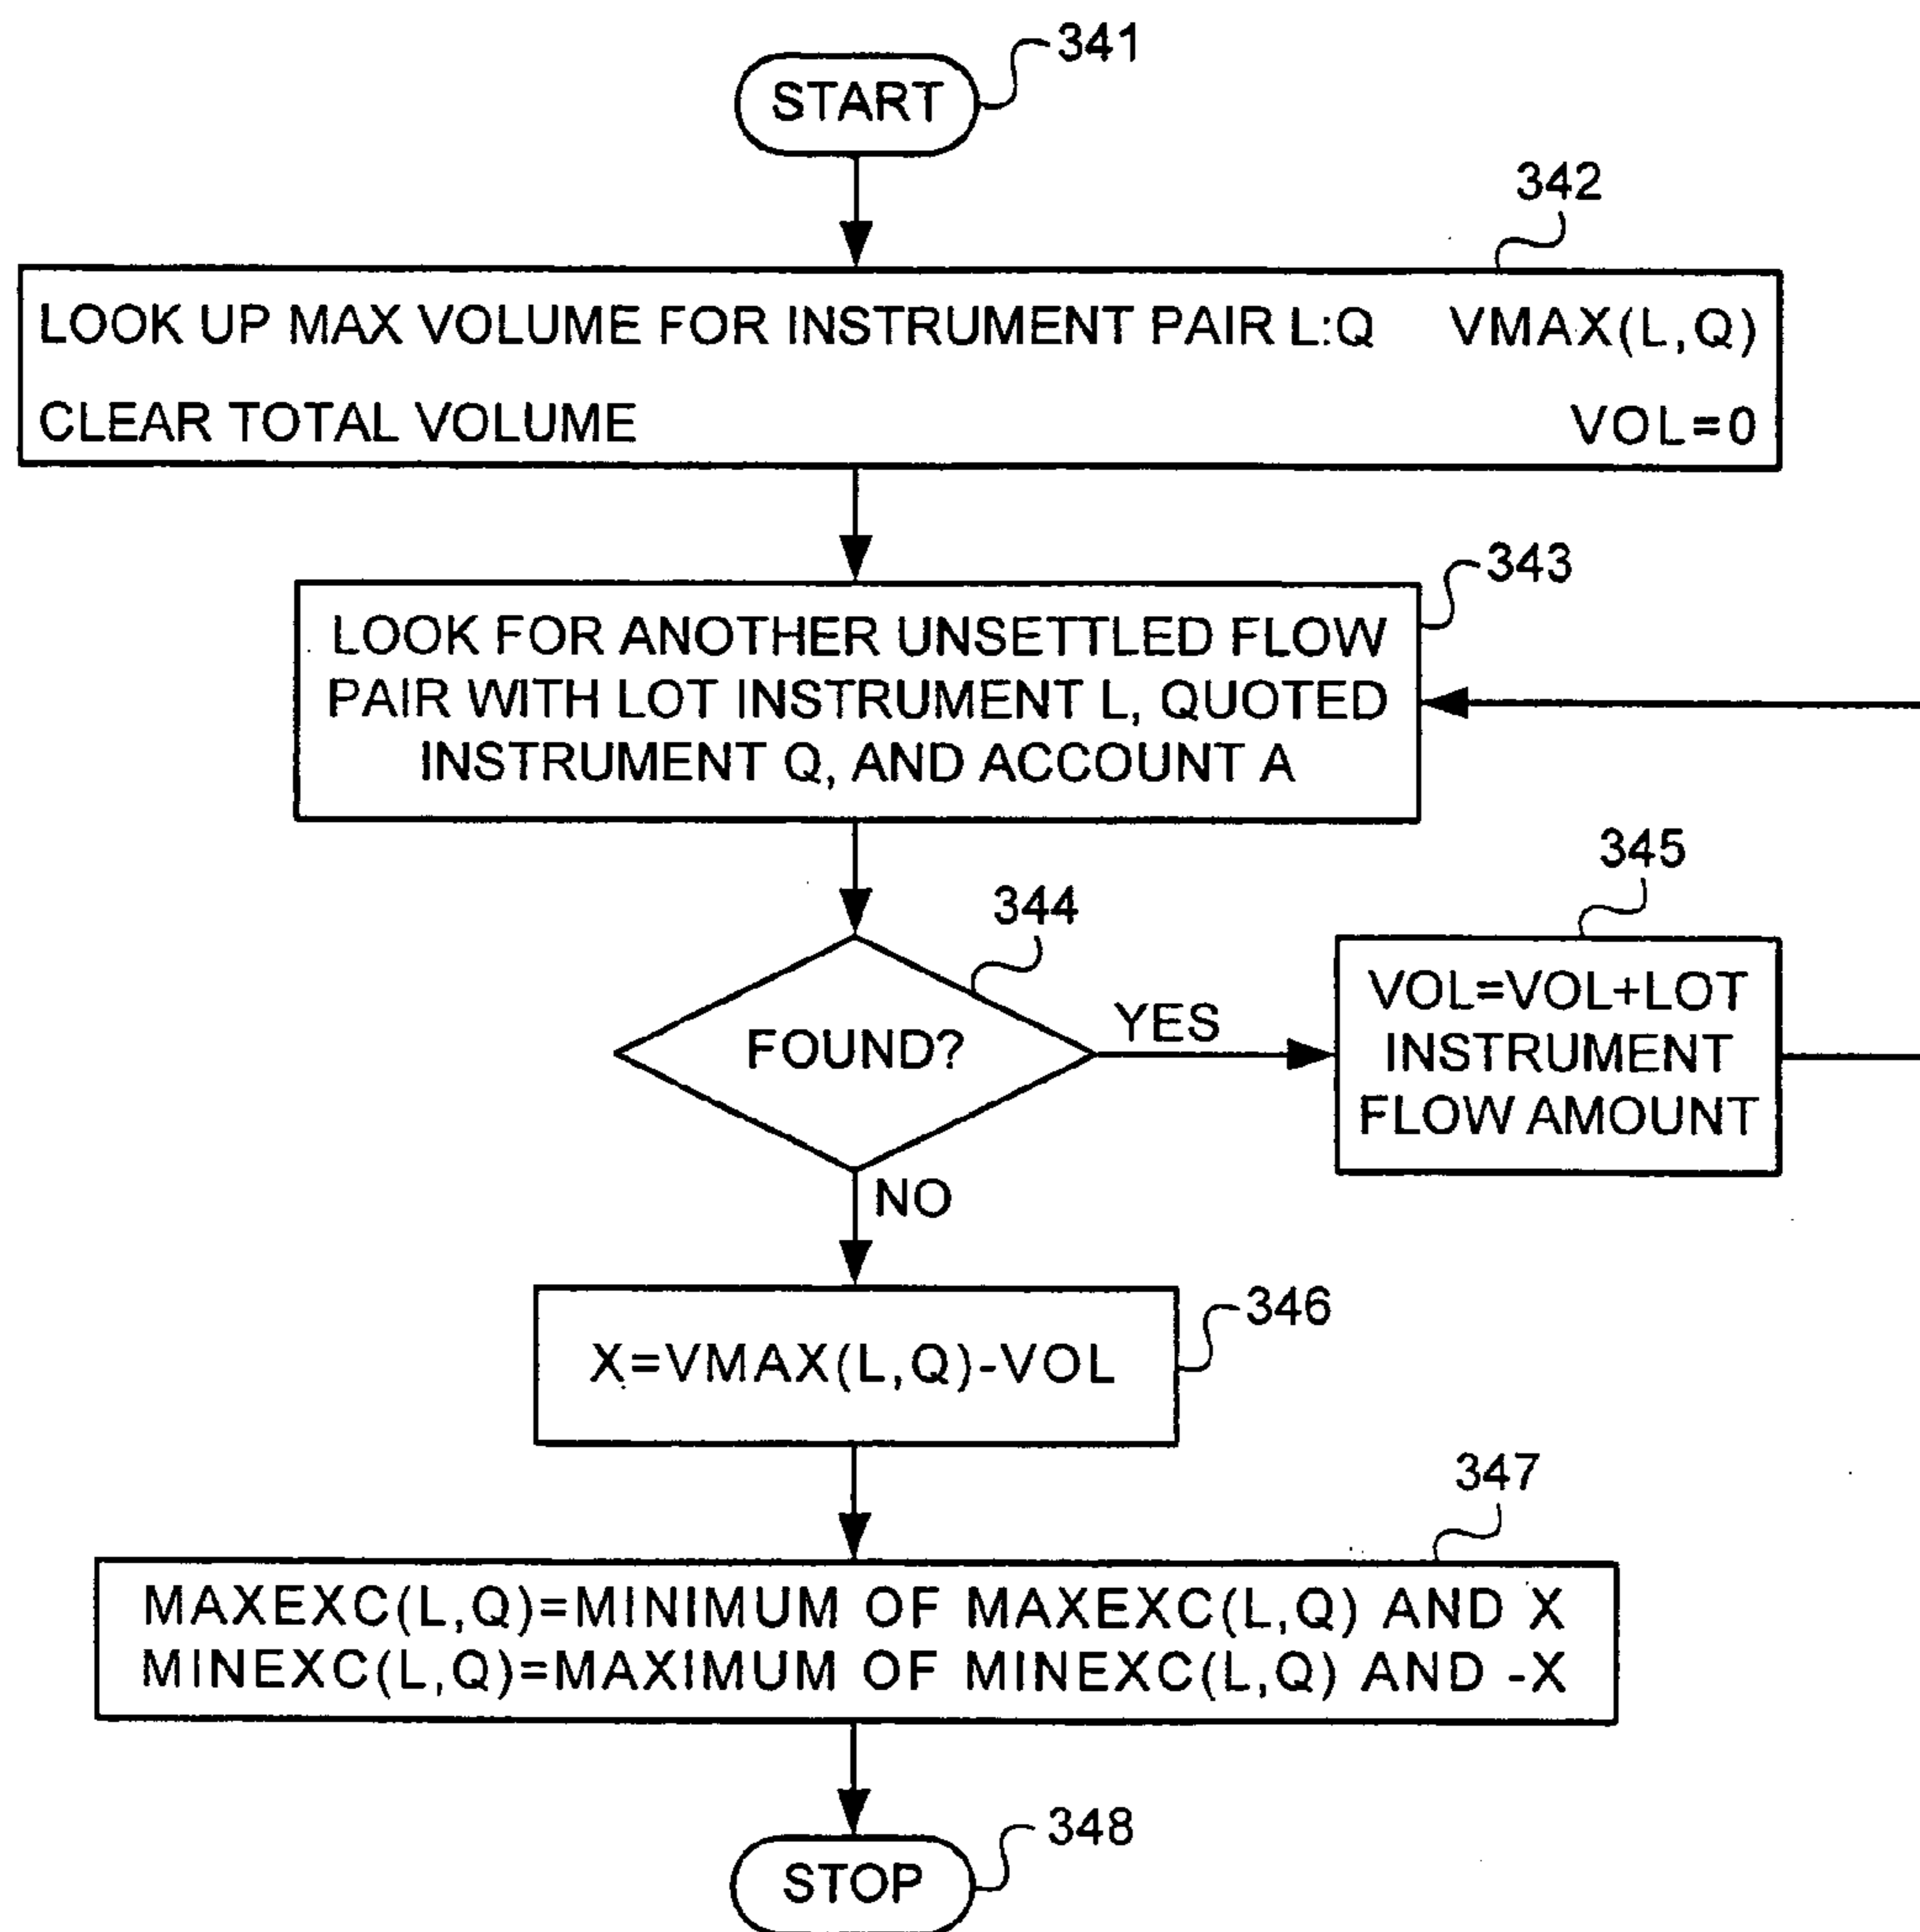 341
START
342
LOOK UP MAX VOLUME FOR INSTRUMENT PAIR L:Q VMAX(L,Q)
CLEAR TOTAL VOLUME VOL=0
343
LOOK FOR ANOTHER UNSETTLED FLOW
PAIR WITH LOT INSTRUMENT L, QUOTED
INSTRUMENT Q, AND ACCOUNT A
344
FOUND?
YES
345
VOL=VOL+LOT
INSTRUMENT
FLOW AMOUNT
NO
346
X=VMAX(L,Q)-VOL
347
MAXEXC(L,Q)=MINIMUM OF MAXEXC(L,Q) AND X
MINEXC(L,Q)=MAXIMUM OF MINEXC(L,Q) AND -X
348
STOP